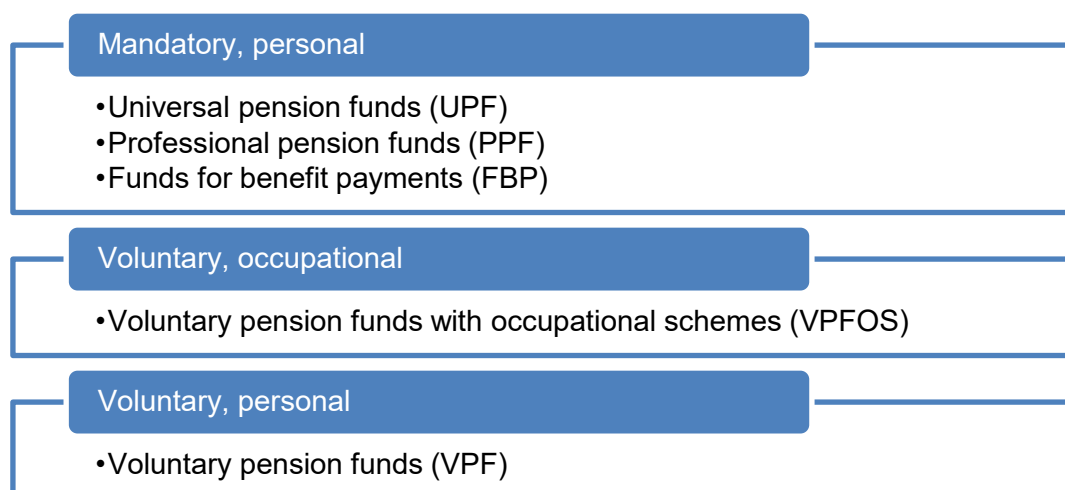 Mandatory, personal
•Universal pension funds (UPF)
•Professional pension funds (PPF)
•Funds for benefit payments (FBP)
Voluntary, occupational
•Voluntary pension funds with occupational schemes (VPFOS)
Voluntary, personal
•Voluntary pension funds (VPF)